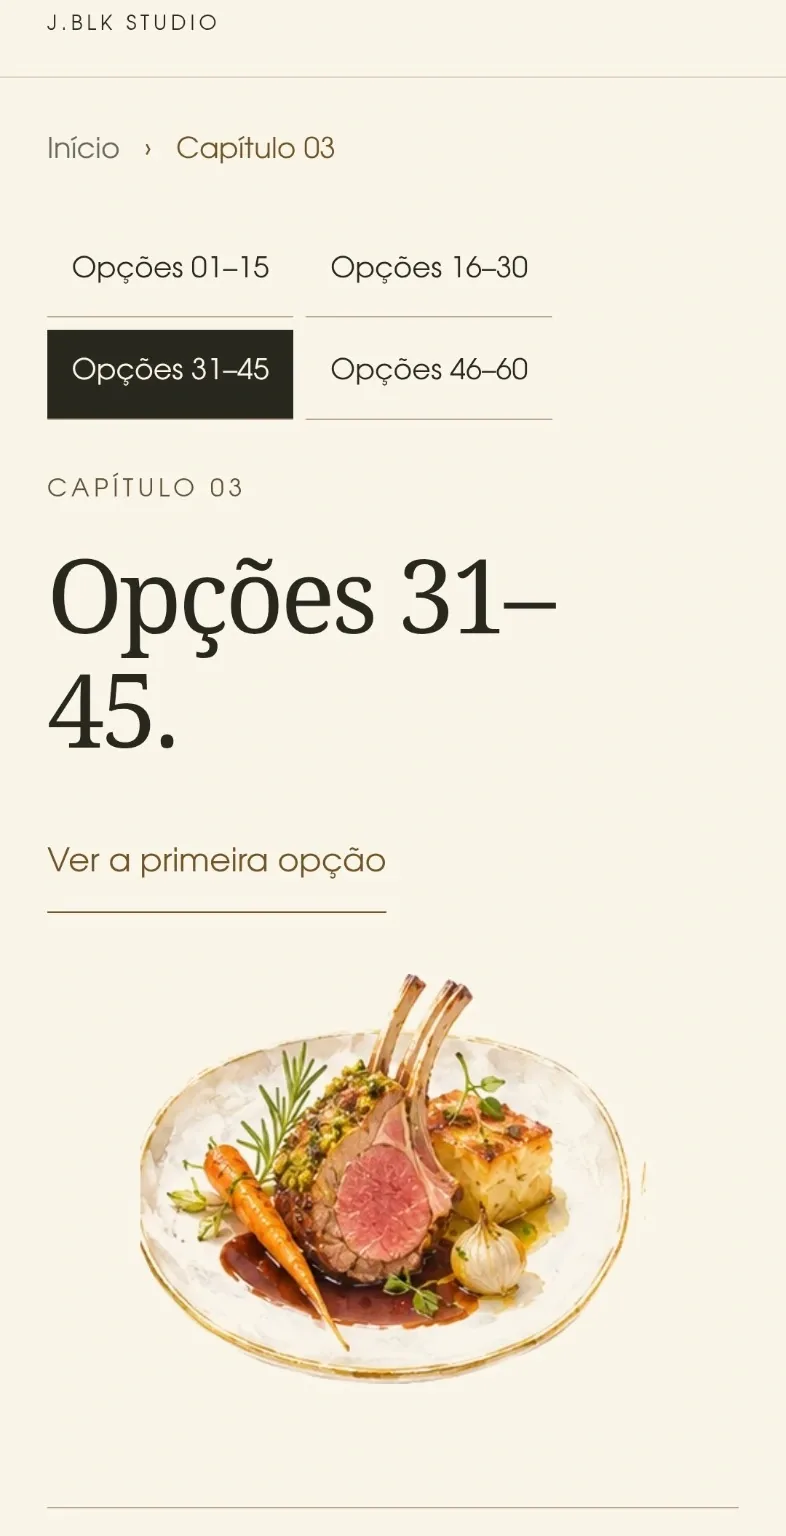 J.BLK STUDIO
Início › Capítulo 03
Opções 01–15 Opções 16–30
Opções 31–45 Opções 46–60
CAPÍTULO 03
Opções 31–
45.
Ver a primeira opção